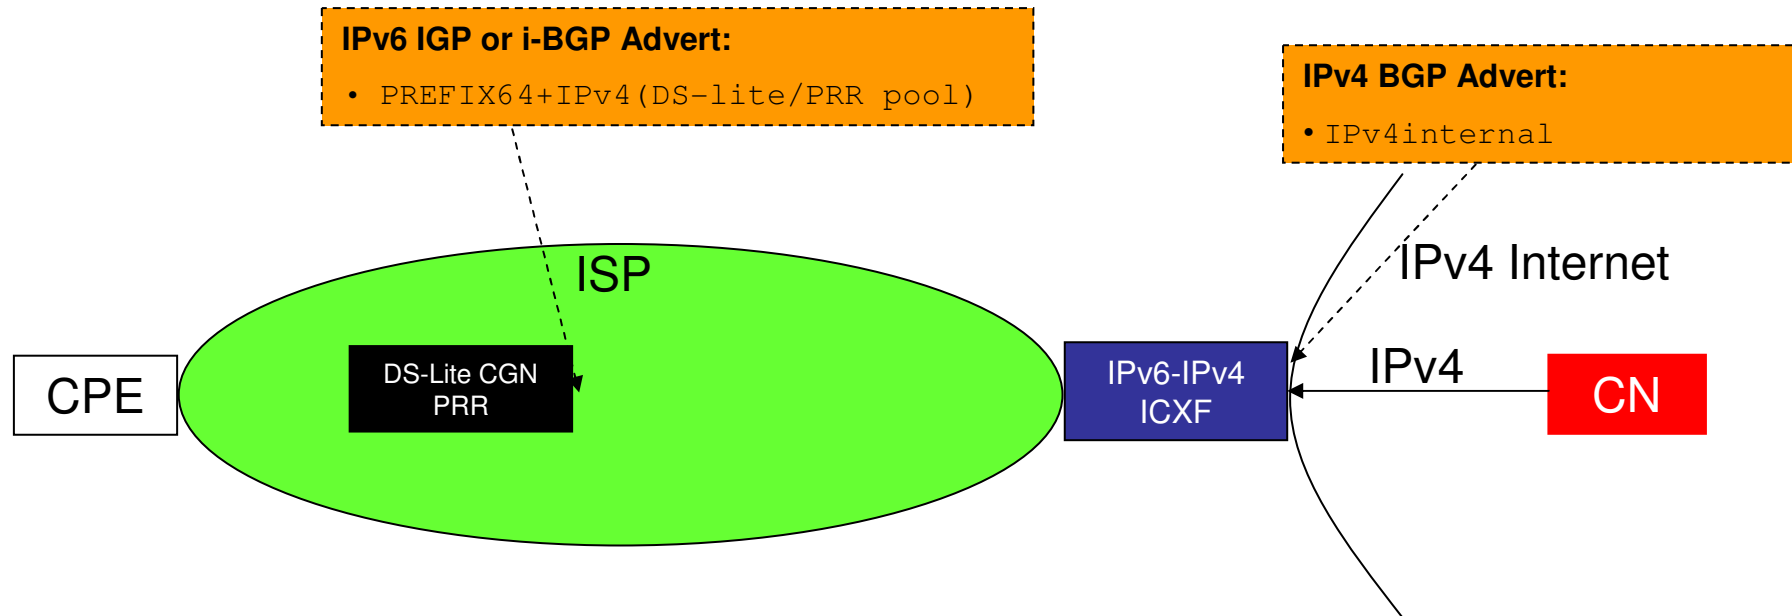 IPv6 IGP or i-BGP Advert:
• PREFIX64+IPv4(DS-lite/PRR pool)
IPv4 BGP Advert:
• IPv4internal
ISP
IPv4 Internet
CPE
DS-Lite CGN
PRR
IPv6-IPv4
ICXF
IPv4
CN